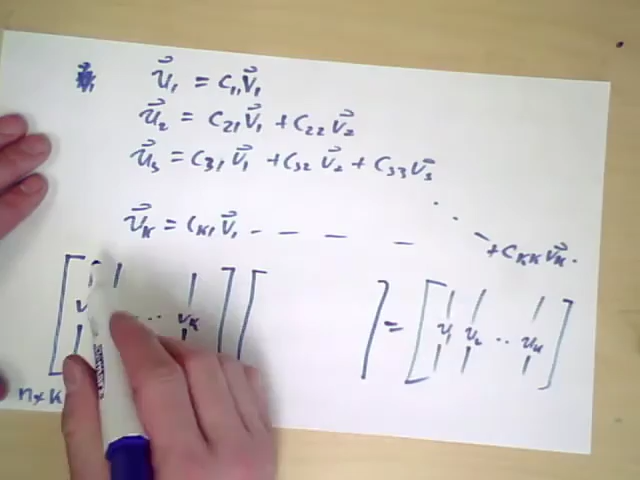 u⃗₁ = c₁₁v⃗₁
u⃗₂ = c₂₁v⃗₁ + c₂₂v⃗₂
u⃗₃ = c₃₁v⃗₁ + c₃₂v⃗₂ + c₃₃v⃗₃
u⃗ₖ = cₖ₁v⃗₁ - - - - + cₖₖv⃗ₖ.
[ v ... vₖ ] [ ] = [ u₁ u₂ .. uₖ ]
n×k